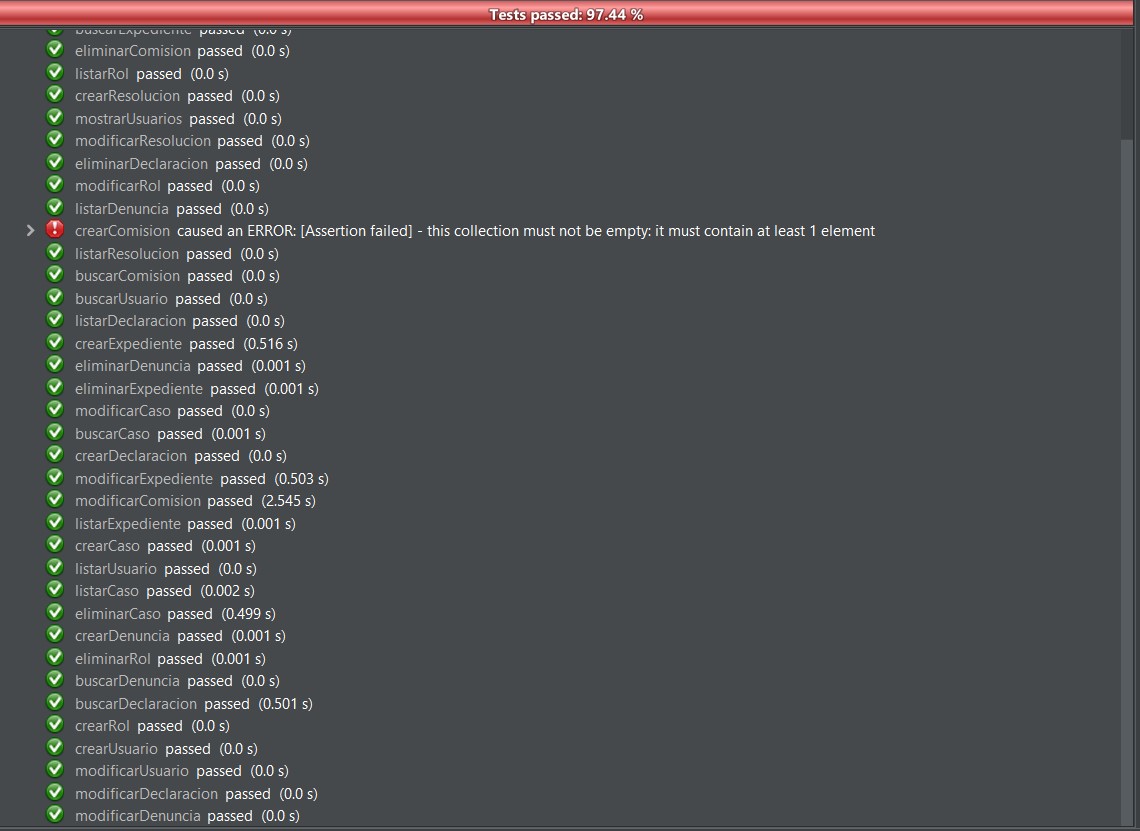 Tests passed: 97.44 %
buscarExpediente passed (0.0 s)
eliminarComision passed (0.0 s)
listarRol passed (0.0 s)
crearResolucion passed (0.0 s)
mostrarUsuarios passed (0.0 s)
modificarResolucion passed (0.0 s)
eliminarDeclaracion passed (0.0 s)
modificarRol passed (0.0 s)
listarDenuncia passed (0.0 s)
crearComision caused an ERROR: [Assertion failed] - this collection must not be empty: it must contain at least 1 element
listarResolucion passed (0.0 s)
buscarComision passed (0.0 s)
buscarUsuario passed (0.0 s)
listarDeclaracion passed (0.0 s)
crearExpediente passed (0.516 s)
eliminarDenuncia passed (0.001 s)
eliminarExpediente passed (0.001 s)
modificarCaso passed (0.0 s)
buscarCaso passed (0.001 s)
crearDeclaracion passed (0.0 s)
modificarExpediente passed (0.503 s)
modificarComision passed (2.545 s)
listarExpediente passed (0.001 s)
crearCaso passed (0.001 s)
listarUsuario passed (0.0 s)
listarCaso passed (0.002 s)
eliminarCaso passed (0.499 s)
crearDenuncia passed (0.001 s)
eliminarRol passed (0.001 s)
buscarDenuncia passed (0.0 s)
buscarDeclaracion passed (0.501 s)
crearRol passed (0.0 s)
crearUsuario passed (0.0 s)
modificarUsuario passed (0.0 s)
modificarDeclaracion passed (0.0 s)
modificarDenuncia passed (0.0 s)